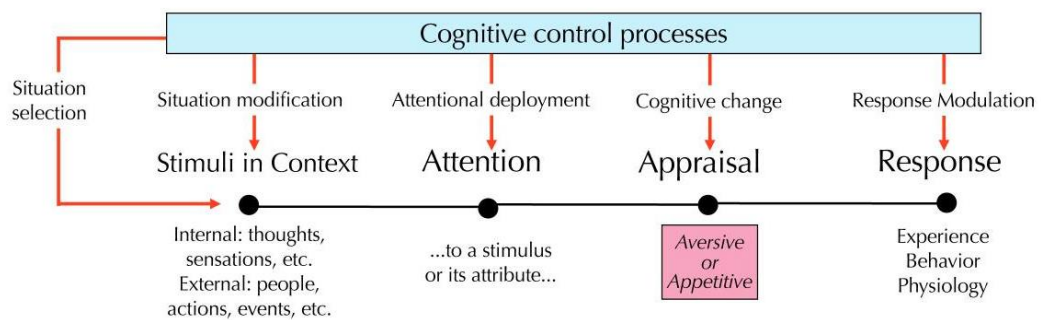 Cognitive control processes
Situation
selection
Situation modification
Attentional deployment
Cognitive change
Response Modulation
Stimuli in Context
Attention
Appraisal
Response
Internal: thoughts,
sensations, etc.
External: people,
actions, events, etc.
...to a stimulus
or its attribute...
Aversive
or
Appetitive
Experience
Behavior
Physiology